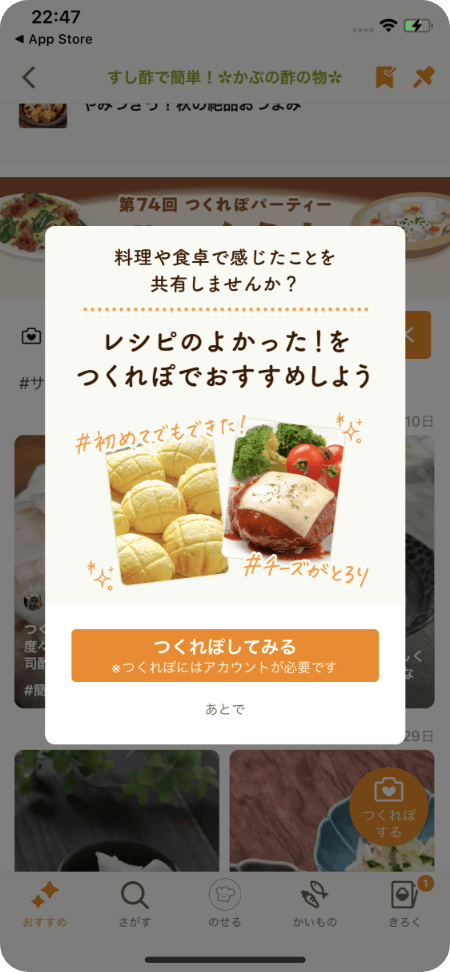 22:47
◀ App Store
すし酢で簡単！✲かぶの酢の物✲
やみつき！秋の絶品おつまみ
第74回 つくれぽパーティー
料理や食卓で感じたことを
共有しませんか？
レシピのよかった！を
つくれぽでおすすめしよう
#初めてでもできた！
#チーズがとろり
#サ
く
10日
つく
度々
司酢
#簡
しく
な
つくれぽしてみる
※つくれぽにはアカウントが必要です
あとで
29日
つくれぽ
する
おすすめ
さがす
のせる
かいもの
1
きろく